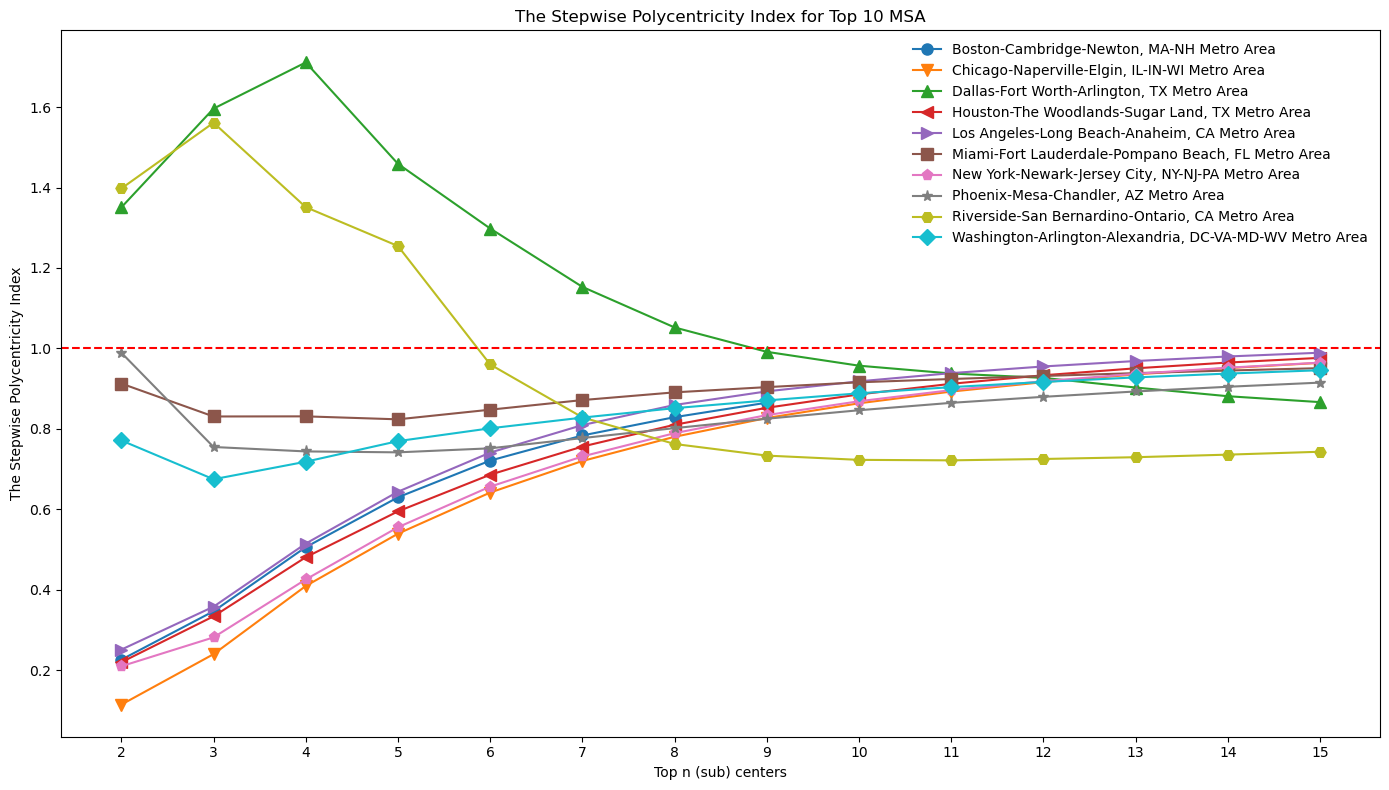 The Stepwise Polycentricity Index for Top 10 MSA
Boston-Cambridge-Newton, MA-NH Metro Area
Chicago-Naperville-Elgin, IL-IN-WI Metro Area
Dallas-Fort Worth-Arlington, TX Metro Area
Houston-The Woodlands-Sugar Land, TX Metro Area
Los Angeles-Long Beach-Anaheim, CA Metro Area
Miami-Fort Lauderdale-Pompano Beach, FL Metro Area
New York-Newark-Jersey City, NY-NJ-PA Metro Area
Phoenix-Mesa-Chandler, AZ Metro Area
Riverside-San Bernardino-Ontario, CA Metro Area
Washington-Arlington-Alexandria, DC-VA-MD-WV Metro Area
The Stepwise Polycentricity Index
1.6
1.4
1.2
1.0
0.8
0.6
0.4
0.2
2 3 4 5 6 7 8 9 10 11 12 13 14 15
Top n (sub) centers